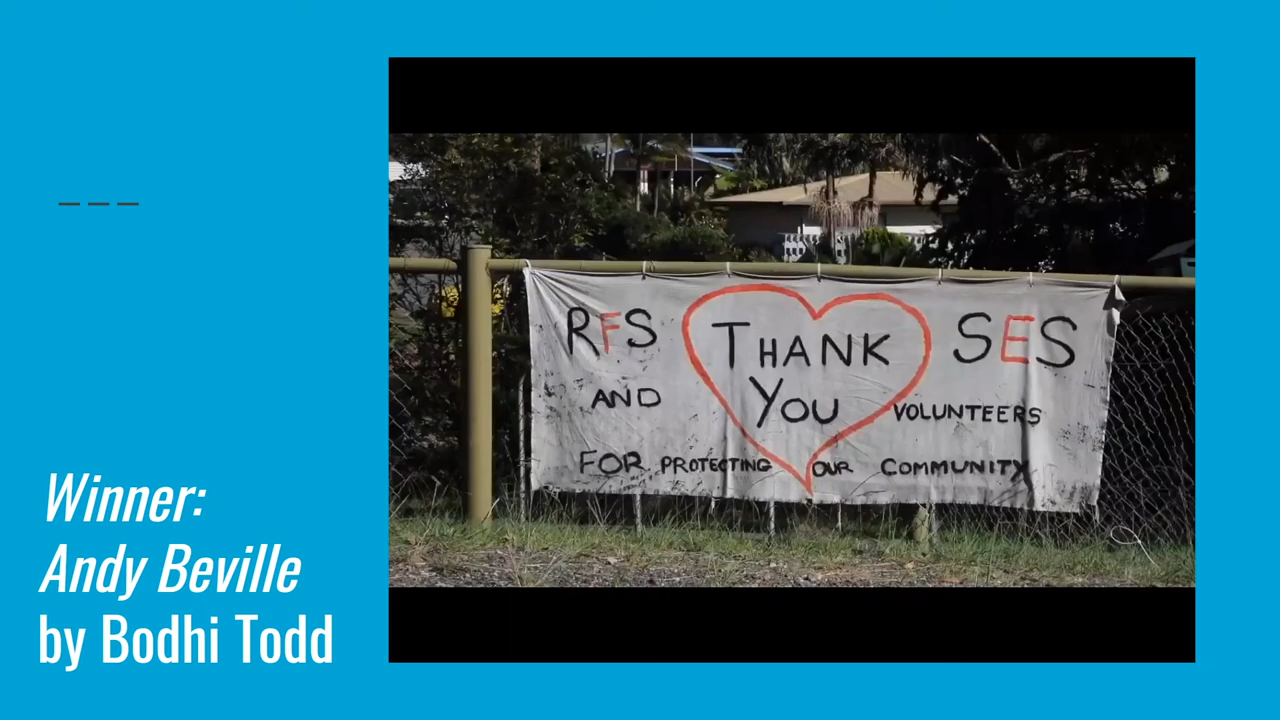 Winner:
Andy Beville
by Bodhi Todd
RFS THANK SES
AND YOU VOLUNTEERS
FOR PROTECTING OUR COMMUNITY